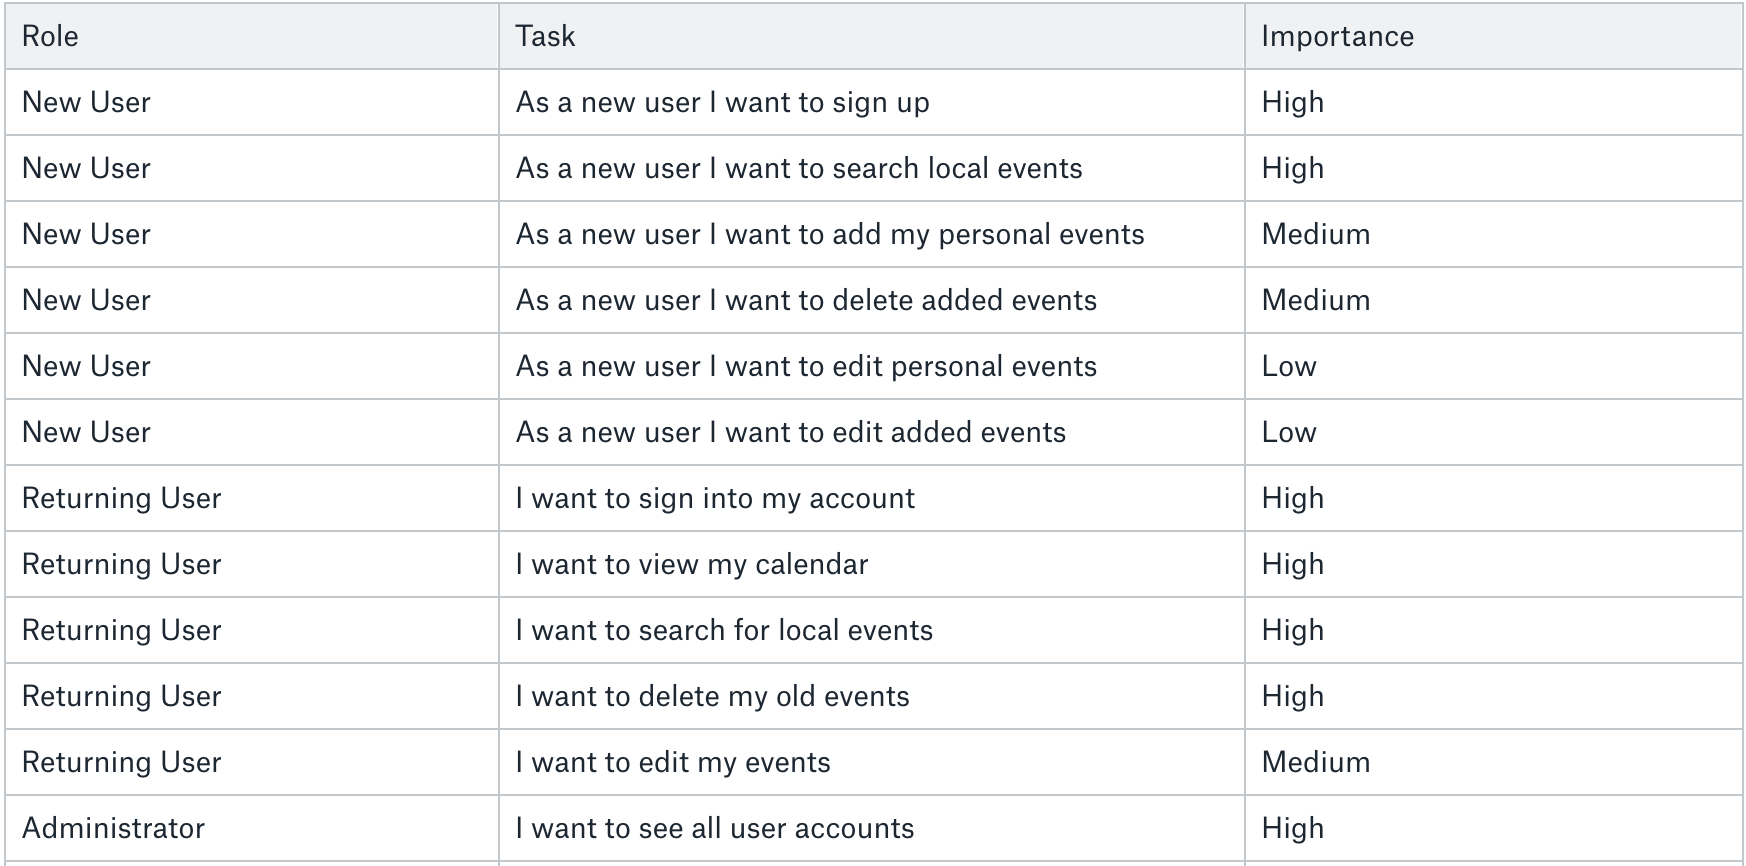 Role Task Importance
New User As a new user I want to sign up High
New User As a new user I want to search local events High
New User As a new user I want to add my personal events Medium
New User As a new user I want to delete added events Medium
New User As a new user I want to edit personal events Low
New User As a new user I want to edit added events Low
Returning User I want to sign into my account High
Returning User I want to view my calendar High
Returning User I want to search for local events High
Returning User I want to delete my old events High
Returning User I want to edit my events Medium
Administrator I want to see all user accounts High